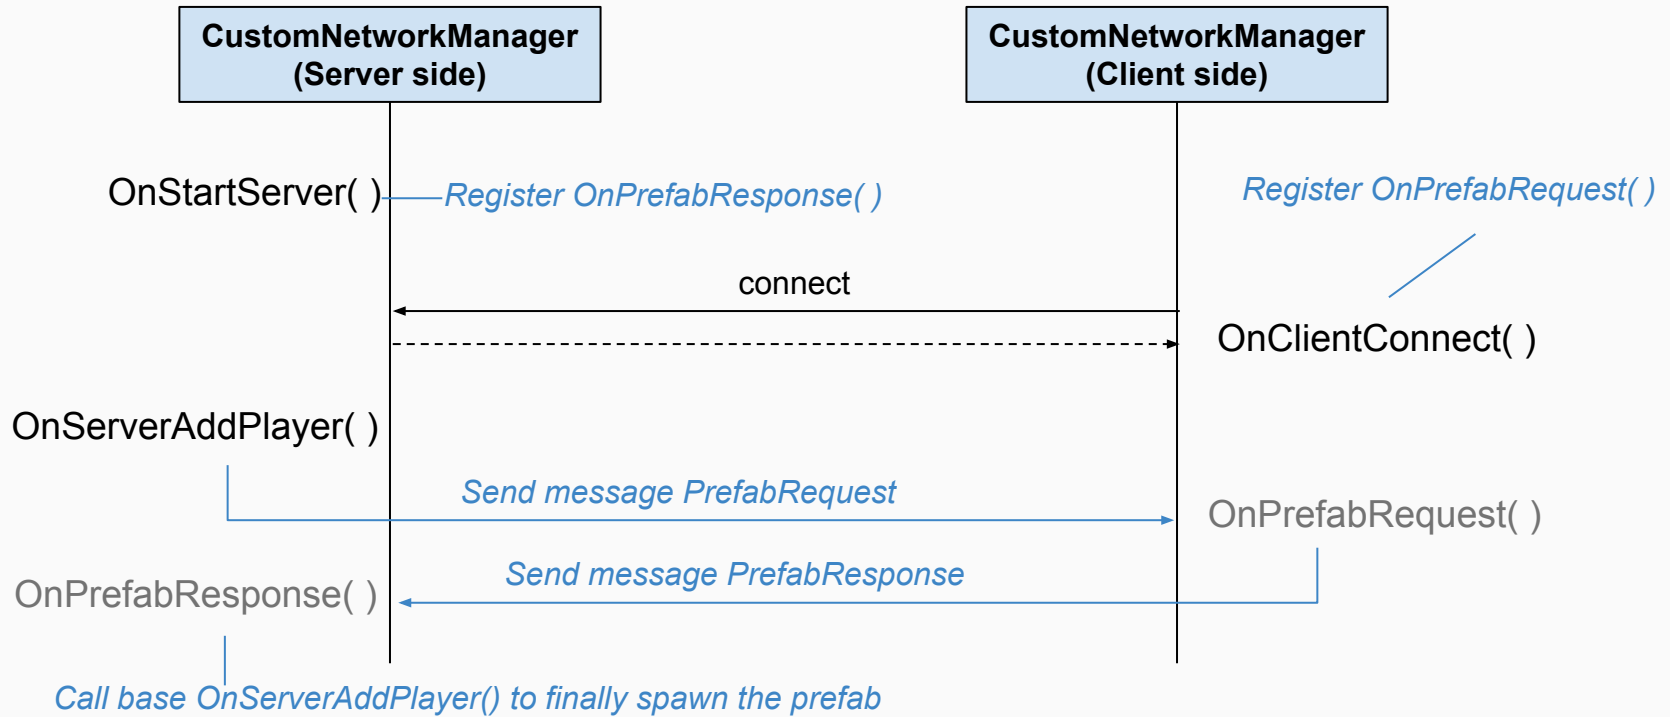 CustomNetworkManager
(Server side)
CustomNetworkManager
(Client side)
OnStartServer( )
Register OnPrefabResponse( )
Register OnPrefabRequest( )
connect
OnClientConnect( )
OnServerAddPlayer( )
Send message PrefabRequest
OnPrefabRequest( )
Send message PrefabResponse
OnPrefabResponse( )
Call base OnServerAddPlayer() to finally spawn the prefab